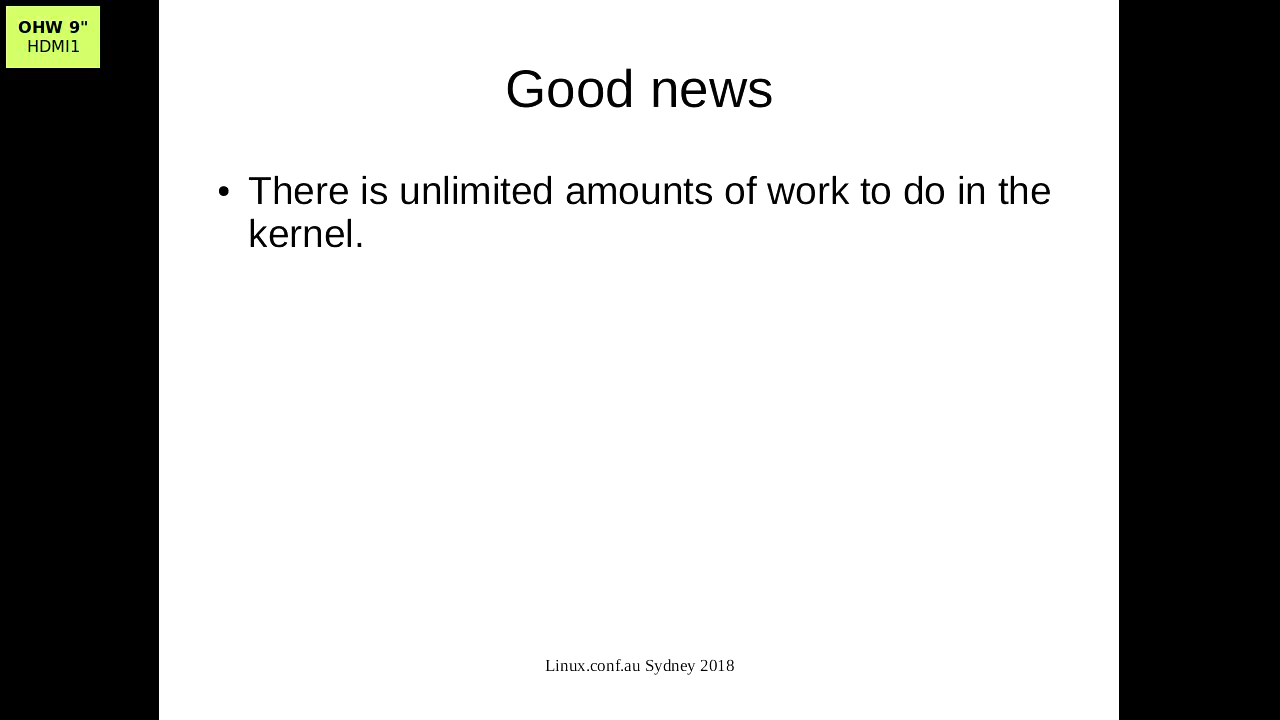 OHW 9"
HDMI1
Good news
• There is unlimited amounts of work to do in the
kernel.
Linux.conf.au Sydney 2018